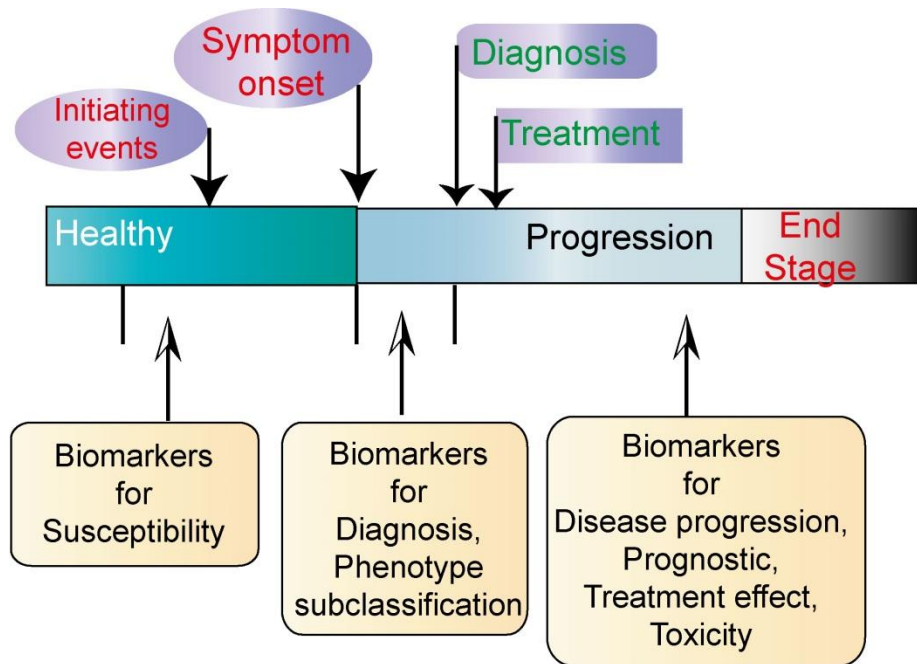 Symptom
onset
Diagnosis
Initiating
events
Treatment
Healthy
Progression
End
Stage
Biomarkers
for
Susceptibility
Biomarkers
for
Diagnosis,
Phenotype
subclassification
Biomarkers
for
Disease progression,
Prognostic,
Treatment effect,
Toxicity